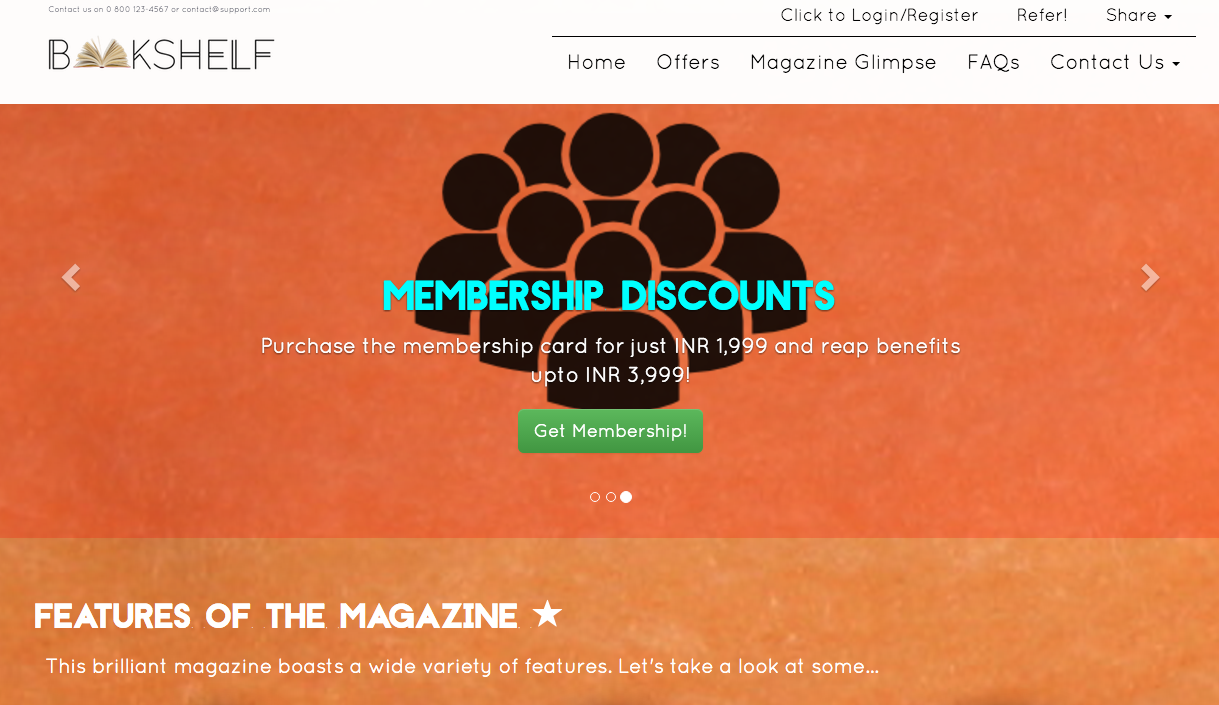 Contact us on 0 800 123-4567 or contact@support.com
Click to Login/Register Refer! Share
BOOKSHELF
Home Offers Magazine Glimpse FAQs Contact Us
MEMBERSHIP DISCOUNTS
Purchase the membership card for just INR 1,999 and reap benefits
upto INR 3,999!
Get Membership!
FEATURES OF THE MAGAZINE ★
This brilliant magazine boasts a wide variety of features. Let's take a look at some...